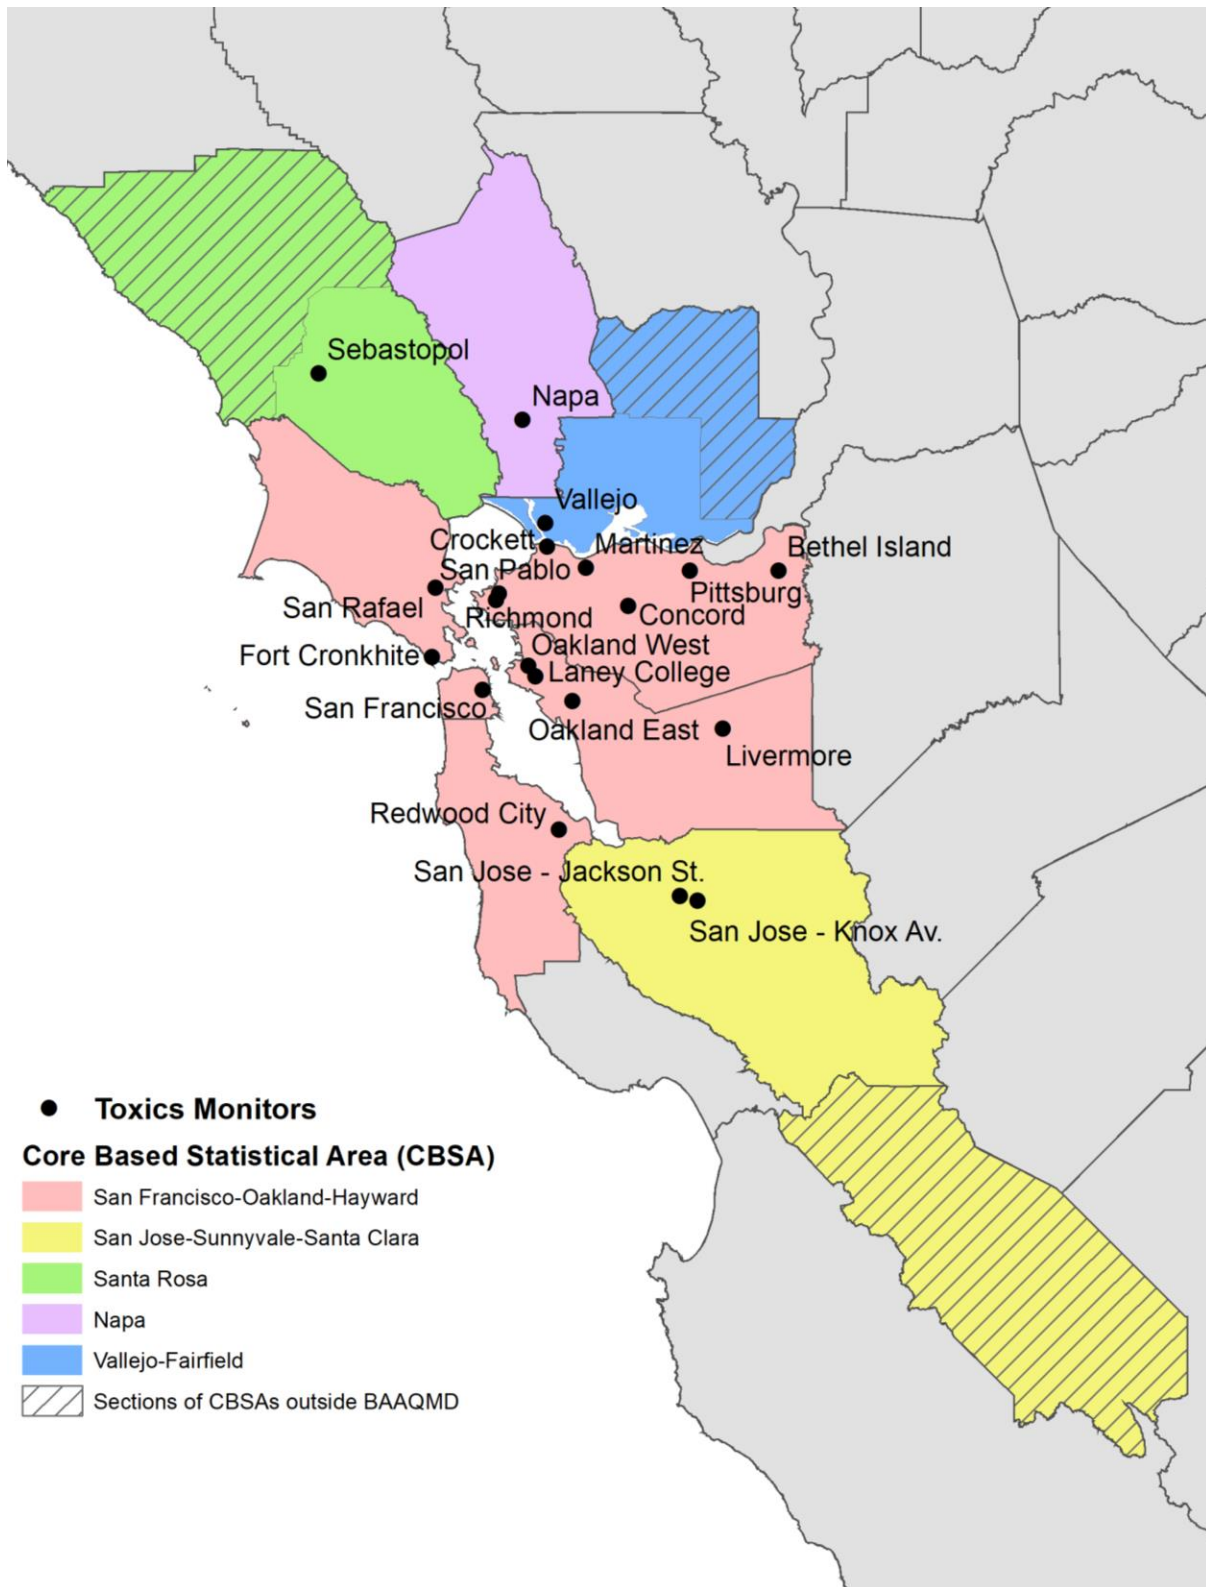 Sebastopol
Napa
Vallejo
Crockett
Martinez
Bethel Island
San Pablo
Pittsburg
San Rafael
Richmond
Concord
Oakland West
Fort Cronkhite
Laney College
San Francisco
Oakland East
Livermore
Redwood City
San Jose - Jackson St.
San Jose - Knox Av.
Toxics Monitors
Core Based Statistical Area (CBSA)
San Francisco-Oakland-Hayward
San Jose-Sunnyvale-Santa Clara
Santa Rosa
Napa
Vallejo-Fairfield
Sections of CBSAs outside BAAQMD